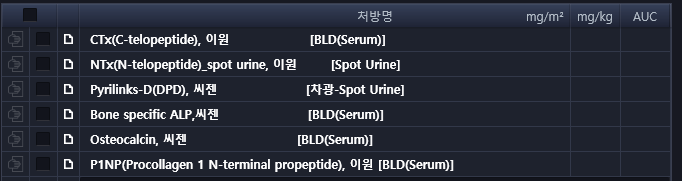 처방명 mg/m² mg/kg AUC
CTx(C-telopeptide), 이원 [BLD(Serum)]
NTx(N-telopeptide)_spot urine, 이원 [Spot Urine]
Pyrilinks-D(DPD), 씨젠 [차광-Spot Urine]
Bone specific ALP,씨젠 [BLD(Serum)]
Osteocalcin, 씨젠 [BLD(Serum)]
P1NP(Procollagen 1 N-terminal propeptide), 이원 [BLD(Serum)]